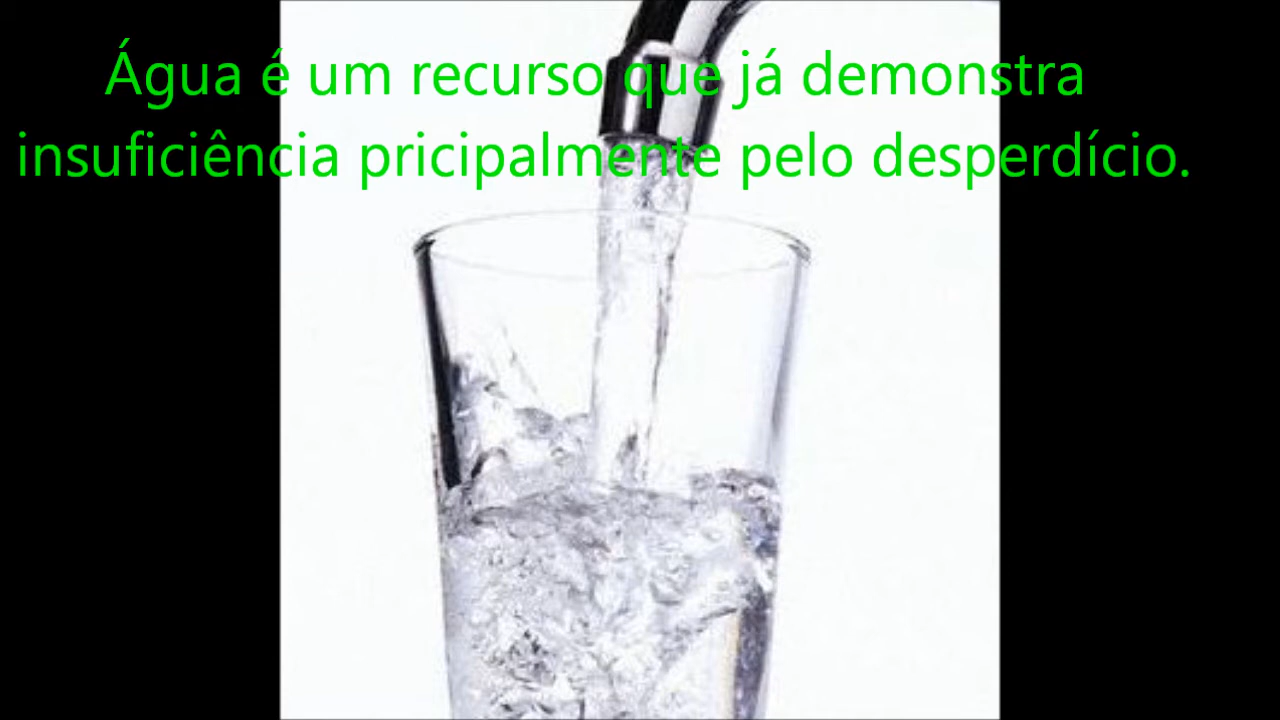 Água é um recurso que já demonstra
insuficiência pricipalmente pelo desperdício.